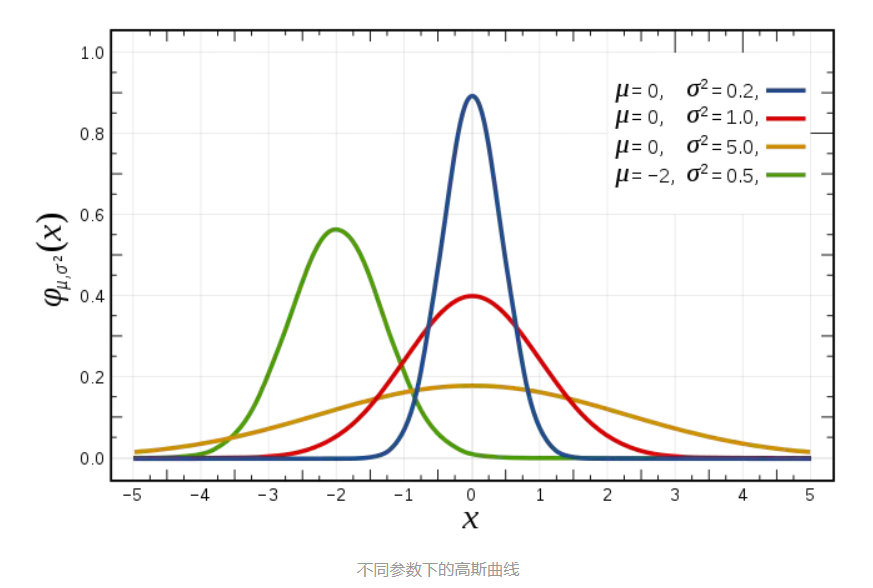 1.0
0.8
0.6
0.4
0.2
0.0
φμ,σ²(x)
μ= 0, σ²=0.2,
μ= 0, σ²=1.0,
μ= 0, σ²=5.0,
μ= −2, σ²=0.5,
−5 −4 −3 −2 −1 0 1 2 3 4 5
x
不同参数下的高斯曲线